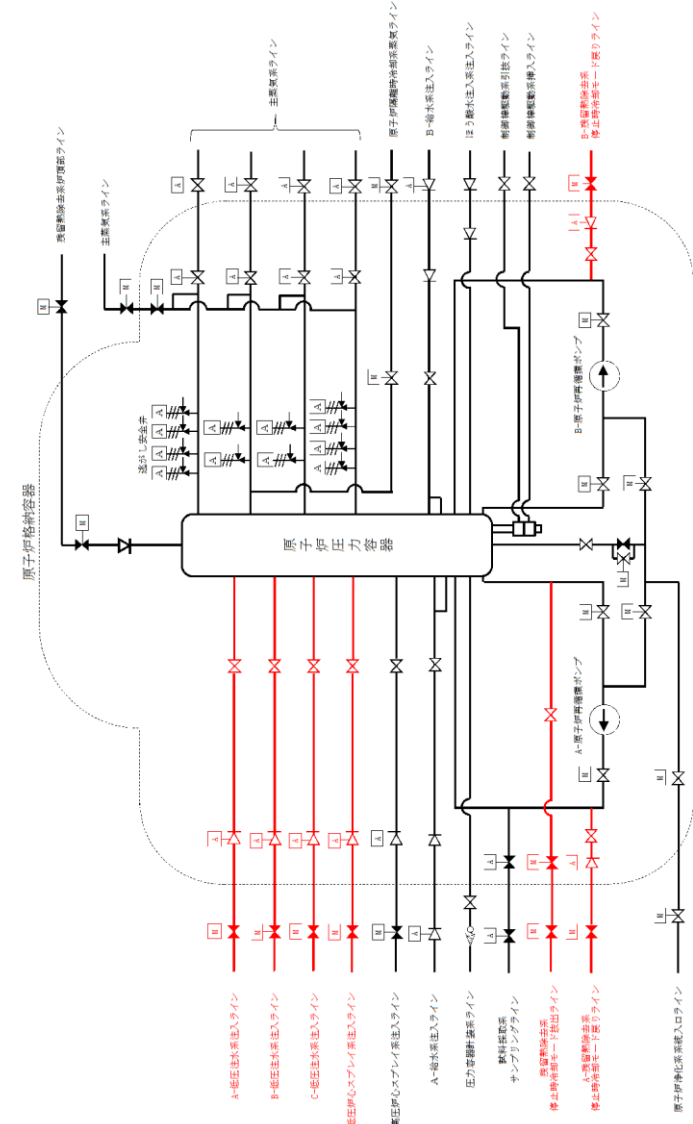 残留熱除去系炉頂部ライン
主蒸気系ライン
主蒸気系ライン
原子炉隔離時冷却系蒸気ライン
B-給水系注入ライン
ほう酸水注入系注入ライン
制御棒駆動系引抜ライン
制御棒駆動系挿入ライン
B-残留熱除去系
停止時冷却モード戻りライン
原子炉格納容器
逃がし安全弁
原子炉圧力容器
B-原子炉再循環ポンプ
A-原子炉再循環ポンプ
A-低圧注水系注入ライン
B-低圧注水系注入ライン
C-低圧注水系注入ライン
低圧炉心スプレイ系注入ライン
高圧炉心スプレイ系注入ライン
A-給水系注入ライン
圧力容器計装系ライン
試料採取系
サンプリングライン
残留熱除去系
停止時冷却モード抜出ライン
A-残留熱除去系
停止時冷却モード戻りライン
原子炉浄化系系統入口ライン